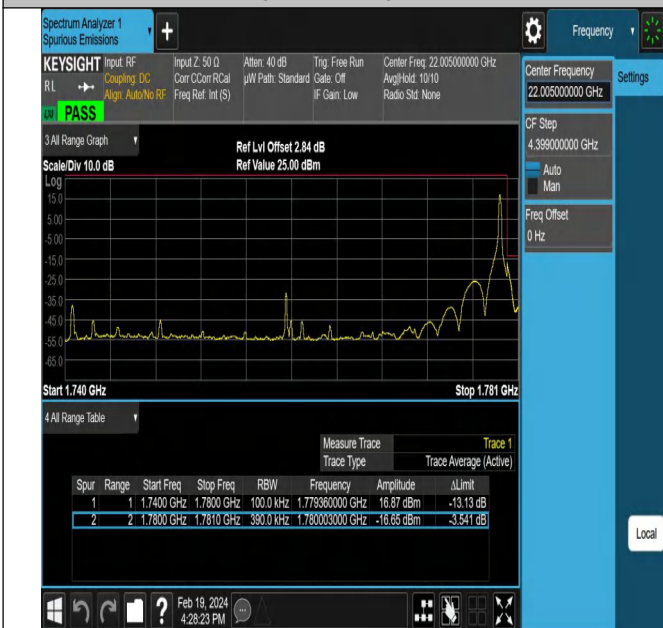 Spectrum Analyzer 1
Spurious Emissions
Frequency
KEYSIGHT
RL
Input: RF
Coupling: DC
Align: Auto/No RF
Input Z: 50 Ω
Corr CCorr RCal
Freq Ref: Int (S)
Atten: 40 dB
µW Path: Standard
Trig: Free Run
Gate: Off
IF Gain: Low
Center Freq: 22.005000000 GHz
Avg|Hold: 10/10
Radio Std: None
PASS
3 All Range Graph
Scale/Div 10.0 dB
Ref Lvl Offset 2.84 dB
Ref Value 25.00 dBm
Log
15.0
5.00
-5.00
-15.0
-25.0
-35.0
-45.0
-55.0
-65.0
Start 1.740 GHz
Stop 1.781 GHz
4 All Range Table
Measure Trace Trace 1
Trace Type Trace Average (Active)
Spur Range Start Freq Stop Freq RBW Frequency Amplitude ΔLimit
1 1 1.7400 GHz 1.7800 GHz 100.0 kHz 1.779360000 GHz 16.87 dBm -13.13 dB
2 2 1.7800 GHz 1.7810 GHz 390.0 kHz 1.780003000 GHz -16.65 dBm -3.541 dB
Feb 19, 2024
4:28:23 PM
Center Frequency
22.005000000 GHz
Settings
CF Step
4.399000000 GHz
Auto
Man
Freq Offset
0 Hz
Local